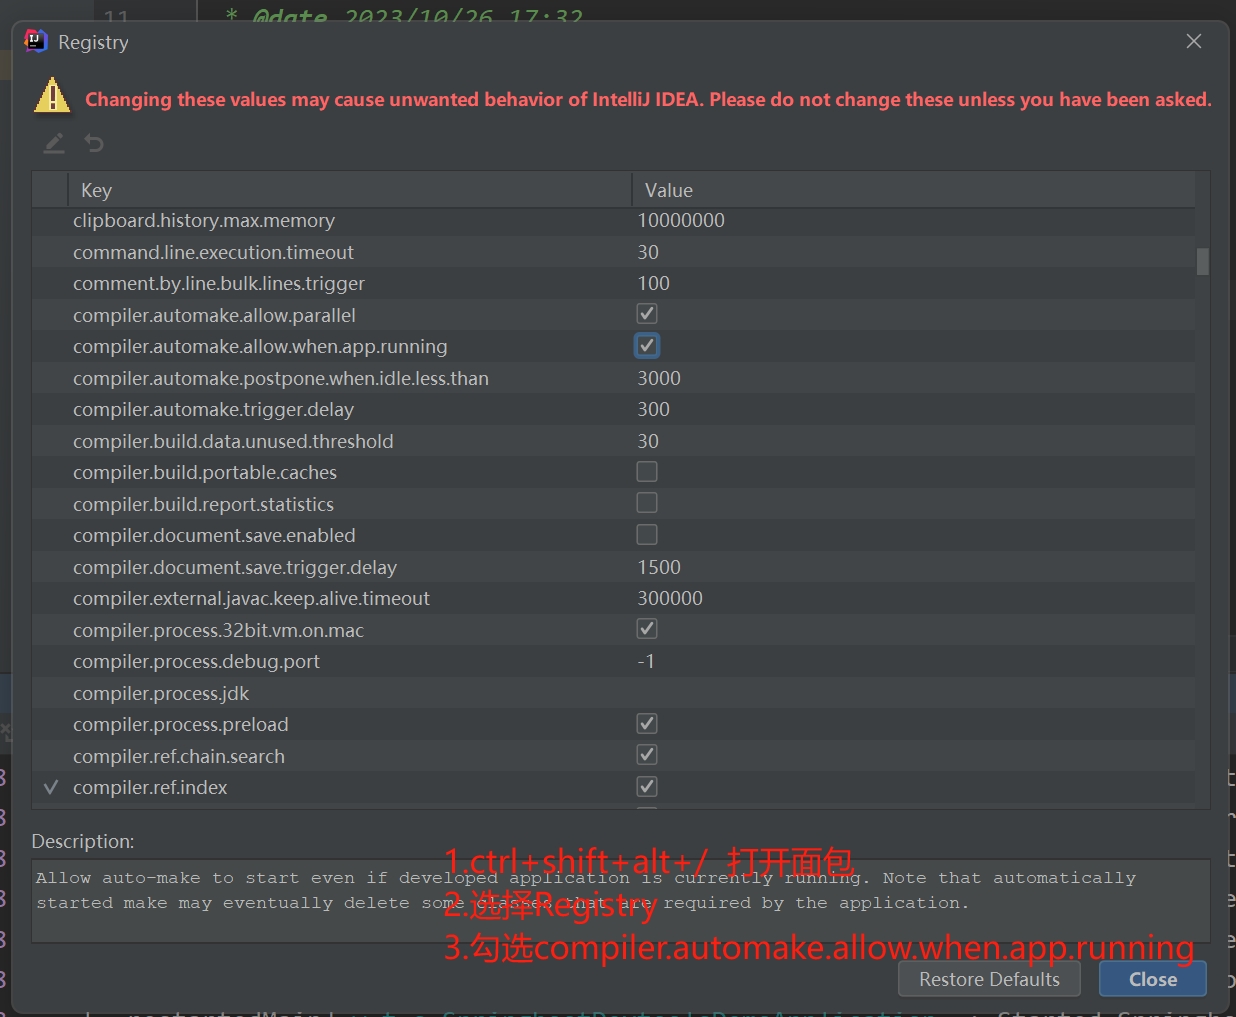 11 * @date 2023/10/26 17:32
Registry
Changing these values may cause unwanted behavior of IntelliJ IDEA. Please do not change these unless you have been asked.
Key Value
clipboard.history.max.memory 10000000
command.line.execution.timeout 30
comment.by.line.bulk.lines.trigger 100
compiler.automake.allow.parallel
compiler.automake.allow.when.app.running
compiler.automake.postpone.when.idle.less.than 3000
compiler.automake.trigger.delay 300
compiler.build.data.unused.threshold 30
compiler.build.portable.caches
compiler.build.report.statistics
compiler.document.save.enabled
compiler.document.save.trigger.delay 1500
compiler.external.javac.keep.alive.timeout 300000
compiler.process.32bit.vm.on.mac
compiler.process.debug.port -1
compiler.process.jdk
compiler.process.preload
compiler.ref.chain.search
compiler.ref.index
Description:
Allow auto-make to start even if developed application is currently running. Note that automatically
started make may eventually delete some classes that are required by the application.
1.ctrl+shift+alt+/ 打开面包
2.选择Registry
3.勾选compiler.automake.allow.when.app.running
Restore Defaults Close